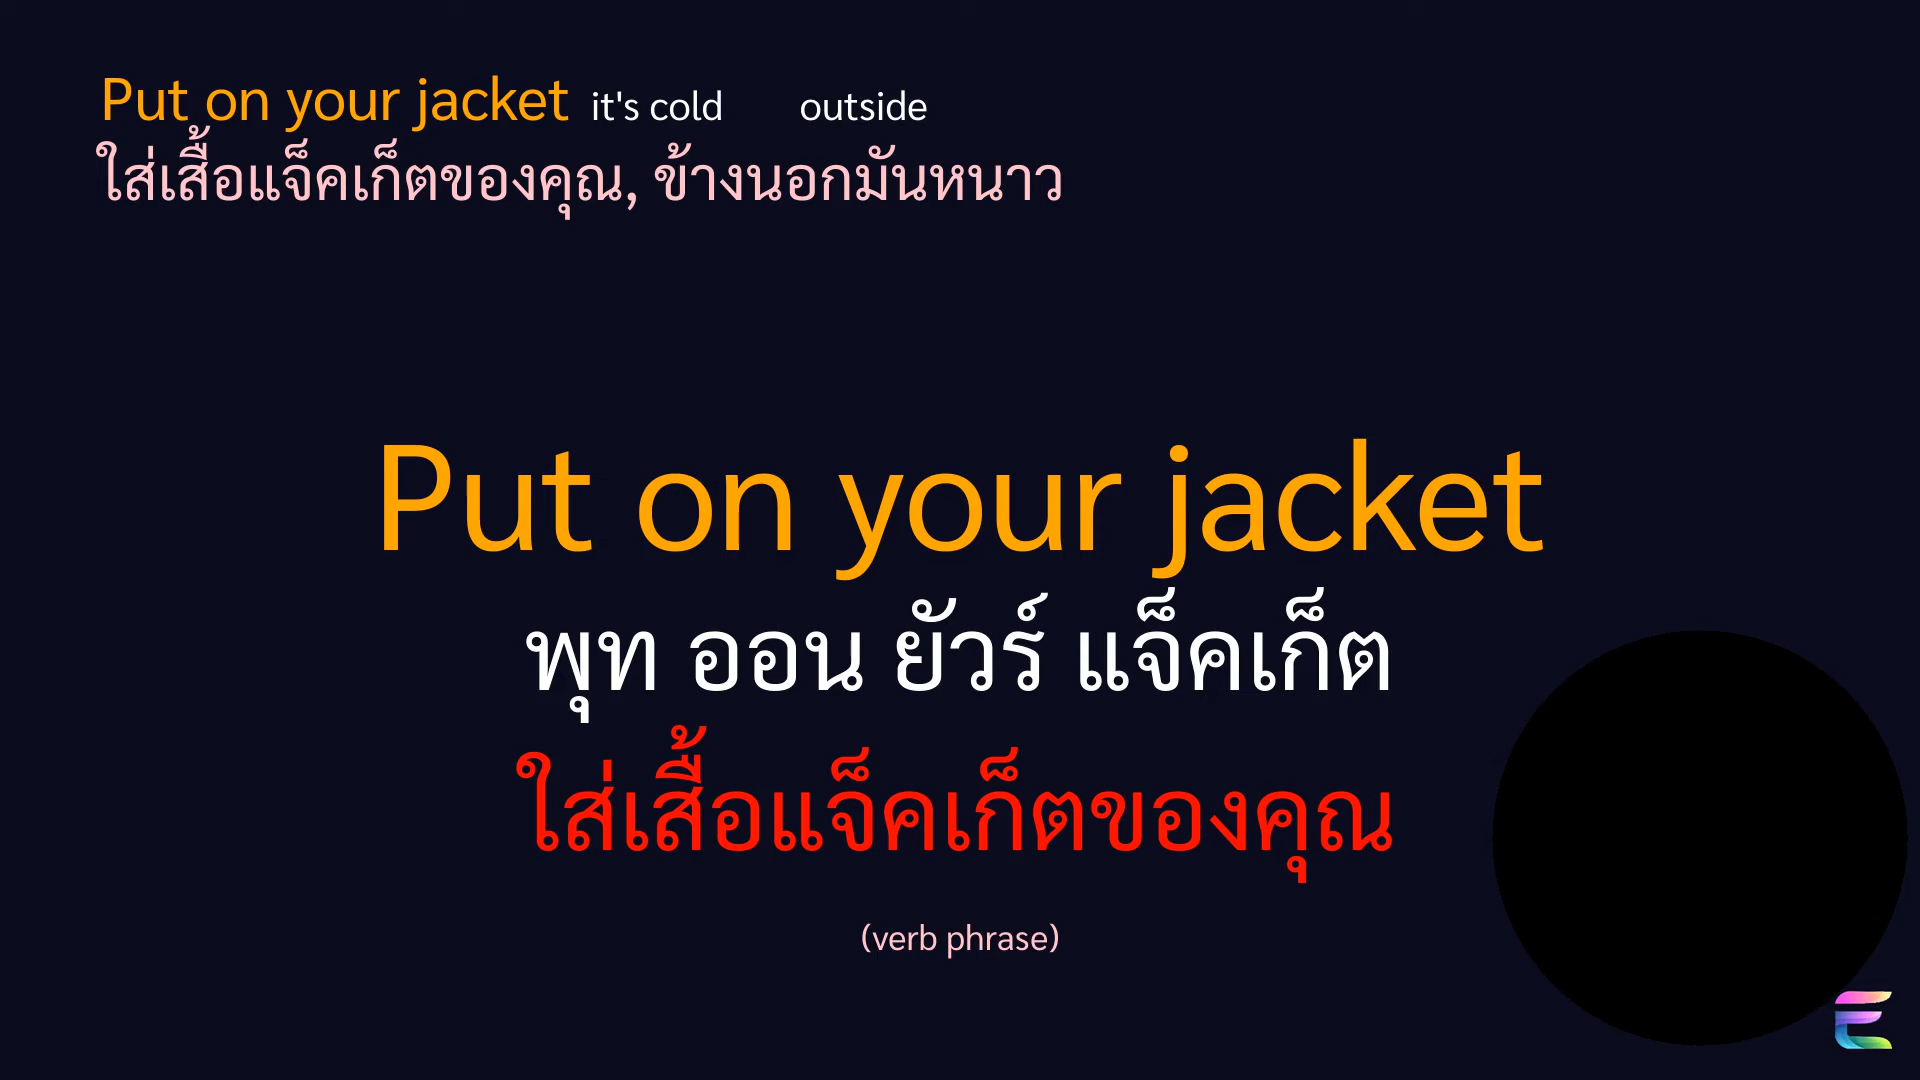 Put on your jacket it's cold outside
ใส่เสื้อแจ็คเก็ตของคุณ, ข้างนอกมันหนาว
Put on your jacket
พุท ออน ยัวร์ แจ็คเก็ต
ใส่เสื้อแจ็คเก็ตของคุณ
(verb phrase)